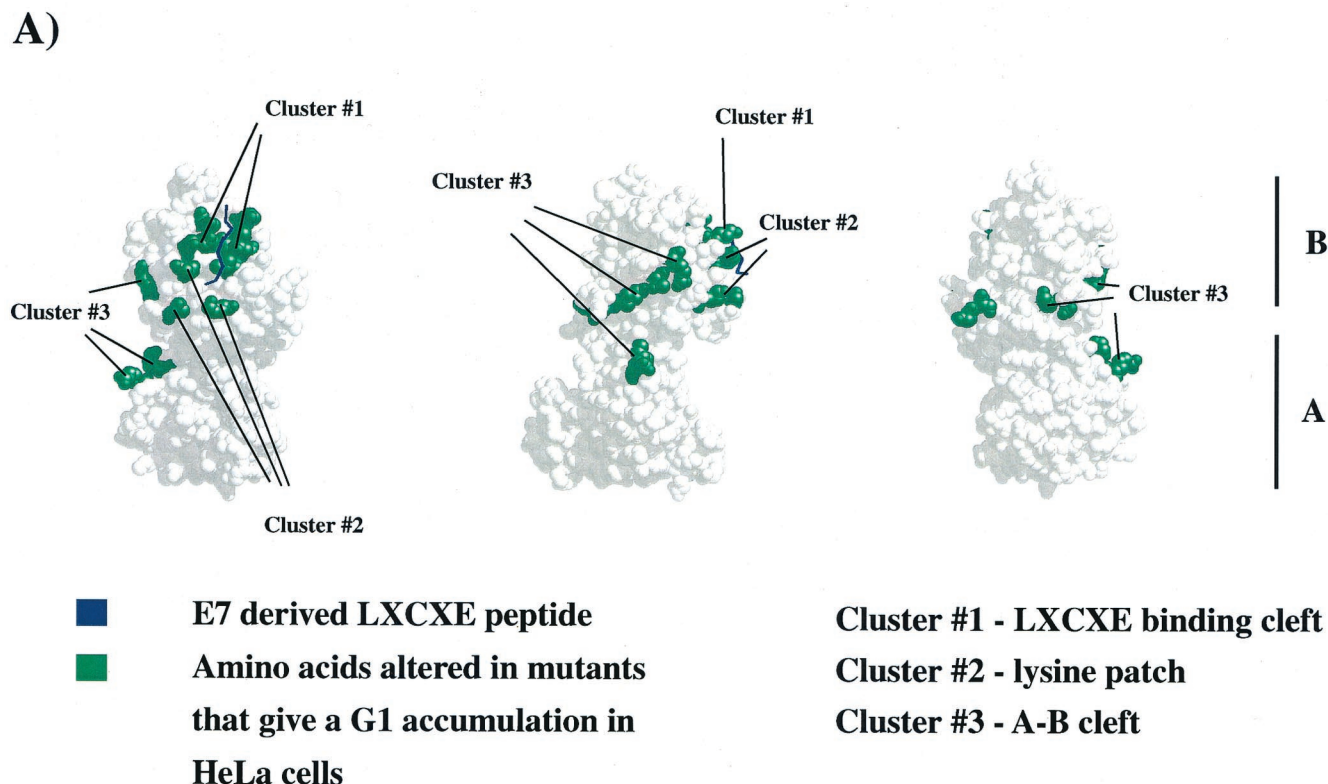 A)
Cluster #1
Cluster #3
Cluster #2
Cluster #1
Cluster #3
Cluster #2
Cluster #3
B
A
E7 derived LXCXE peptide
Amino acids altered in mutants
that give a G1 accumulation in
HeLa cells
Cluster #1 - LXCXE binding cleft
Cluster #2 - lysine patch
Cluster #3 - A-B cleft